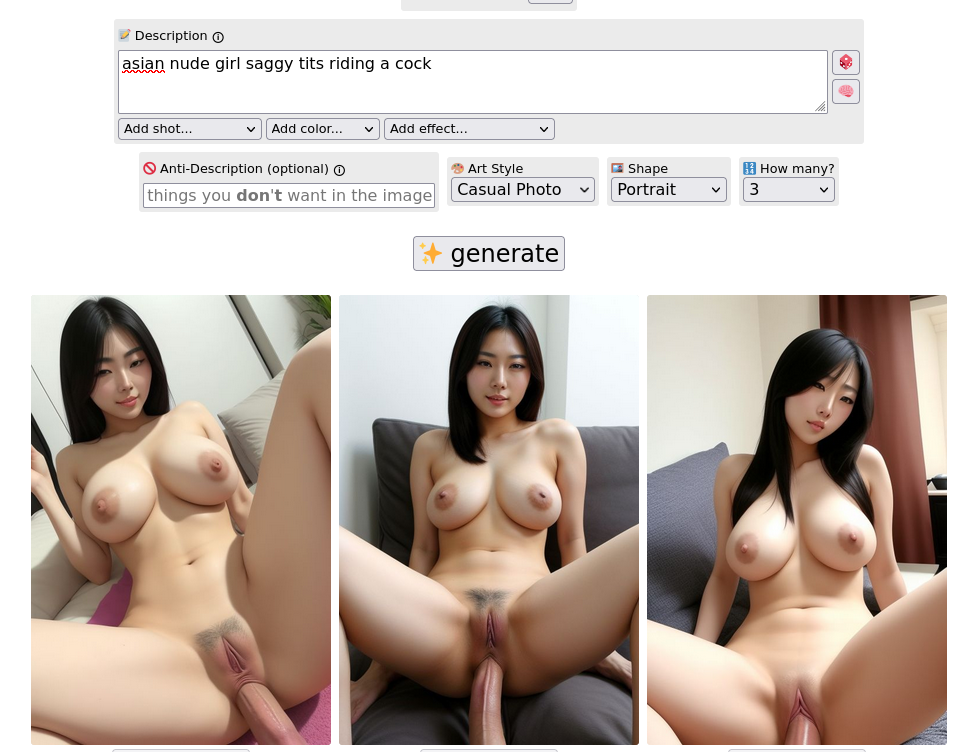 Description
asian nude girl saggy tits riding a cock
Add shot... Add color... Add effect...
Anti-Description (optional) Art Style Shape How many?
things you don't want in the image Casual Photo Portrait 3
generate